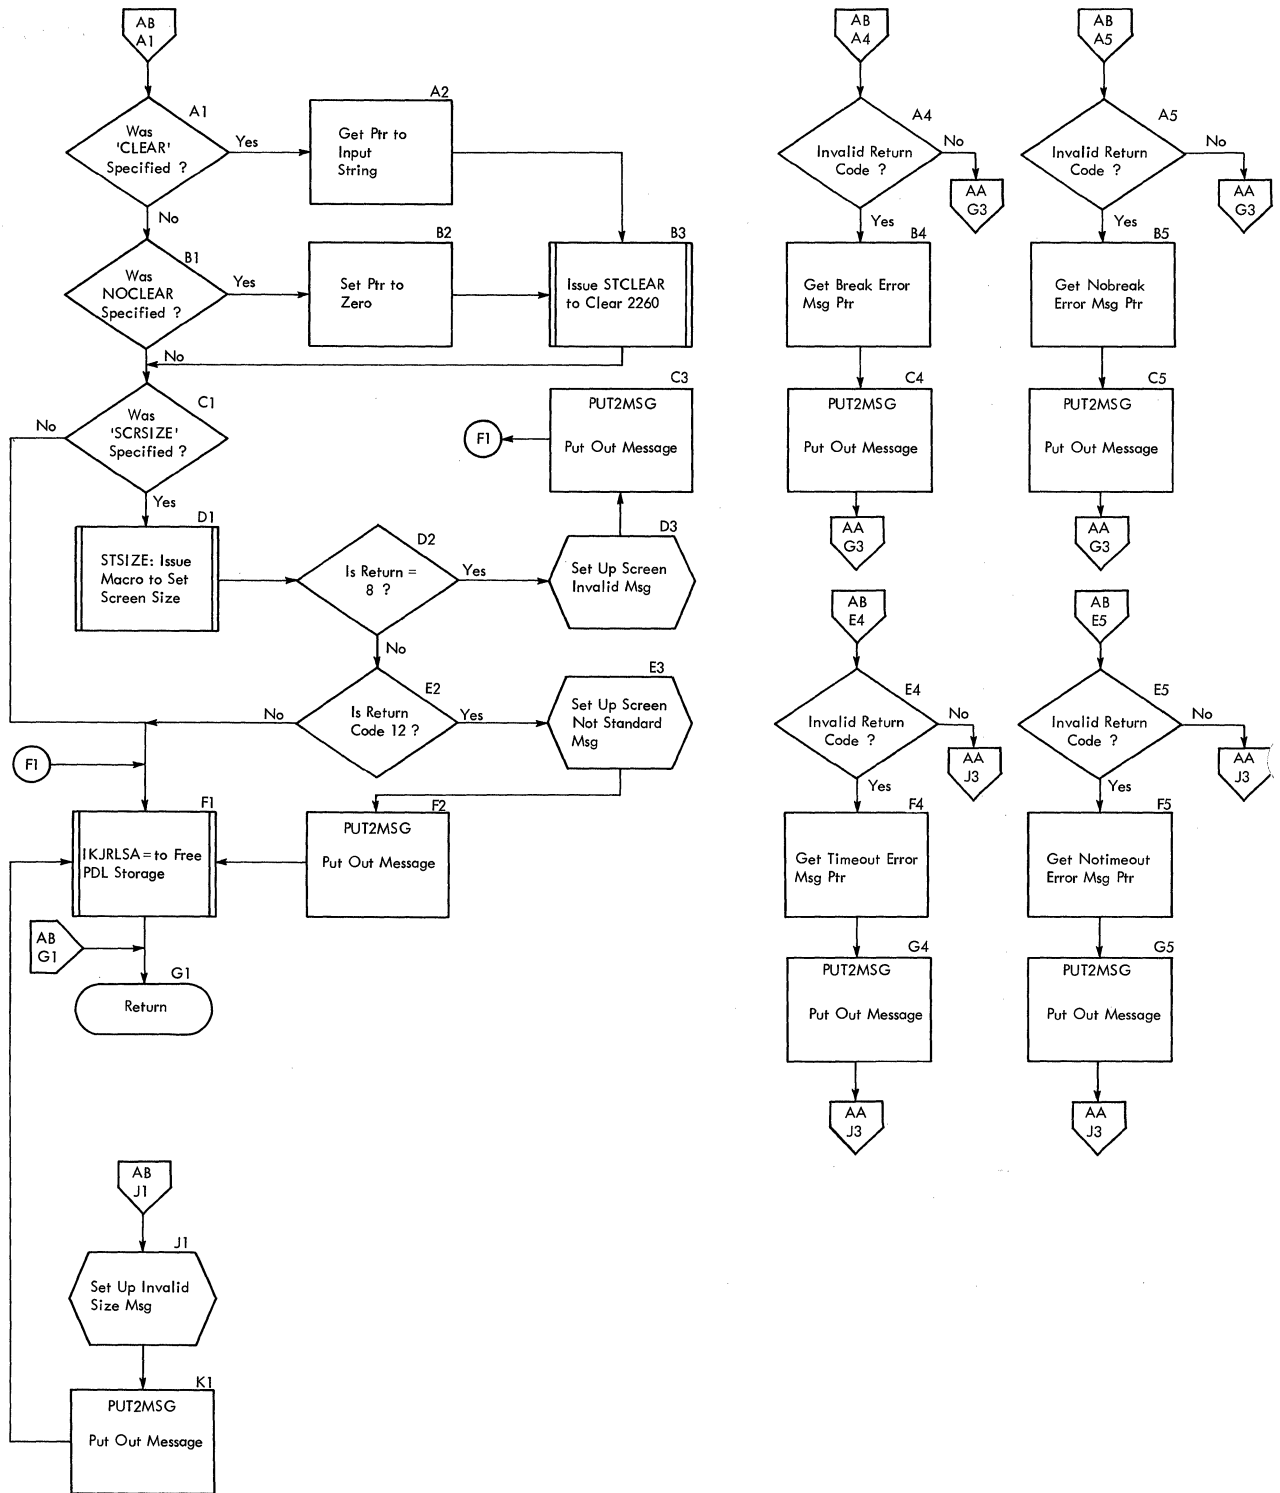 AB
A1
A1
Was
'CLEAR'
Specified ?
Yes
No
A2
Get Ptr to
Input
String
B1
Was
NOCLEAR
Specified ?
Yes
No
B2
Set Ptr to
Zero
B3
Issue STCLEAR
to Clear 2260
C1
Was
'SCRSIZE'
Specified ?
No
Yes
C3
PUT2MSG
Put Out Message
F1
D1
STSIZE: Issue
Macro to Set
Screen Size
D2
Is Return =
8 ?
Yes
No
D3
Set Up Screen
Invalid Msg
E2
Is Return
Code 12 ?
No
Yes
E3
Set Up Screen
Not Standard
Msg
F1
F1
IKJRLSA = to Free
PDL Storage
F2
PUT2MSG
Put Out Message
AB
G1
G1
Return
AB
J1
J1
Set Up Invalid
Size Msg
K1
PUT2MSG
Put Out Message
AB
A4
A4
Invalid Return
Code ?
No
AA
G3
Yes
B4
Get Break Error
Msg Ptr
C4
PUT2MSG
Put Out Message
AA
G3
AB
E4
E4
Invalid Return
Code ?
No
AA
J3
Yes
F4
Get Timeout Error
Msg Ptr
G4
PUT2MSG
Put Out Message
AA
J3
AB
A5
A5
Invalid Return
Code ?
No
AA
G3
Yes
B5
Get Nobreak
Error Msg Ptr
C5
PUT2MSG
Put Out Message
AA
G3
AB
E5
E5
Invalid Return
Code ?
No
AA
J3
Yes
F5
Get Notimeout
Error Msg Ptr
G5
PUT2MSG
Put Out Message
AA
J3